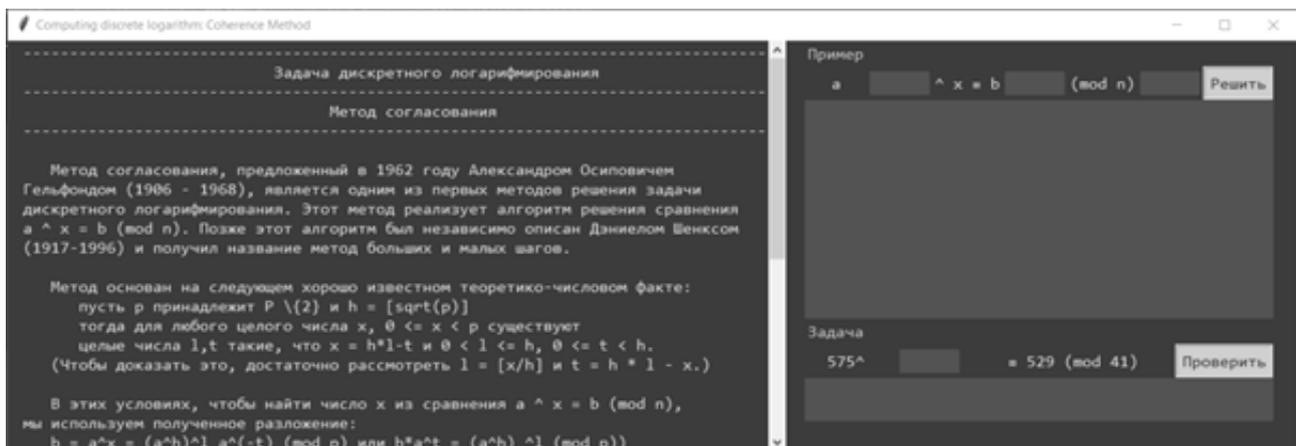 Computing discrete logarithm: Coherence Method
Задача дискретного логарифмирования
Метод согласования
Метод согласования, предложенный в 1962 году Александром Осиповичем
Гельфондом (1906 - 1968), является одним из первых методов решения задачи
дискретного логарифмирования. Этот метод реализует алгоритм решения сравнения
a ^ x = b (mod n). Позже этот алгоритм был независимо описан Дэниелом Шенксом
(1917-1996) и получил название метод больших и малых шагов.
Метод основан на следующем хорошо известном теоретико-числовом факте:
пусть p принадлежит P \{2} и h = [sqrt(p)]
тогда для любого целого числа x, 0 <= x < p существуют
целые числа l,t такие, что x = h*l-t и 0 < l <= h, 0 <= t < h.
(Чтобы доказать это, достаточно рассмотреть l = [x/h] и t = h * l - x.)
В этих условиях, чтобы найти число x из сравнения a ^ x = b (mod n),
мы используем полученное разложение:
b = a^x = (a^h)^l a^(-t) (mod p) или b*a^t = (a^h) ^l (mod p))
Пример
a ^ x = b (mod n) Решить
Задача
575^ = 529 (mod 41) Проверить